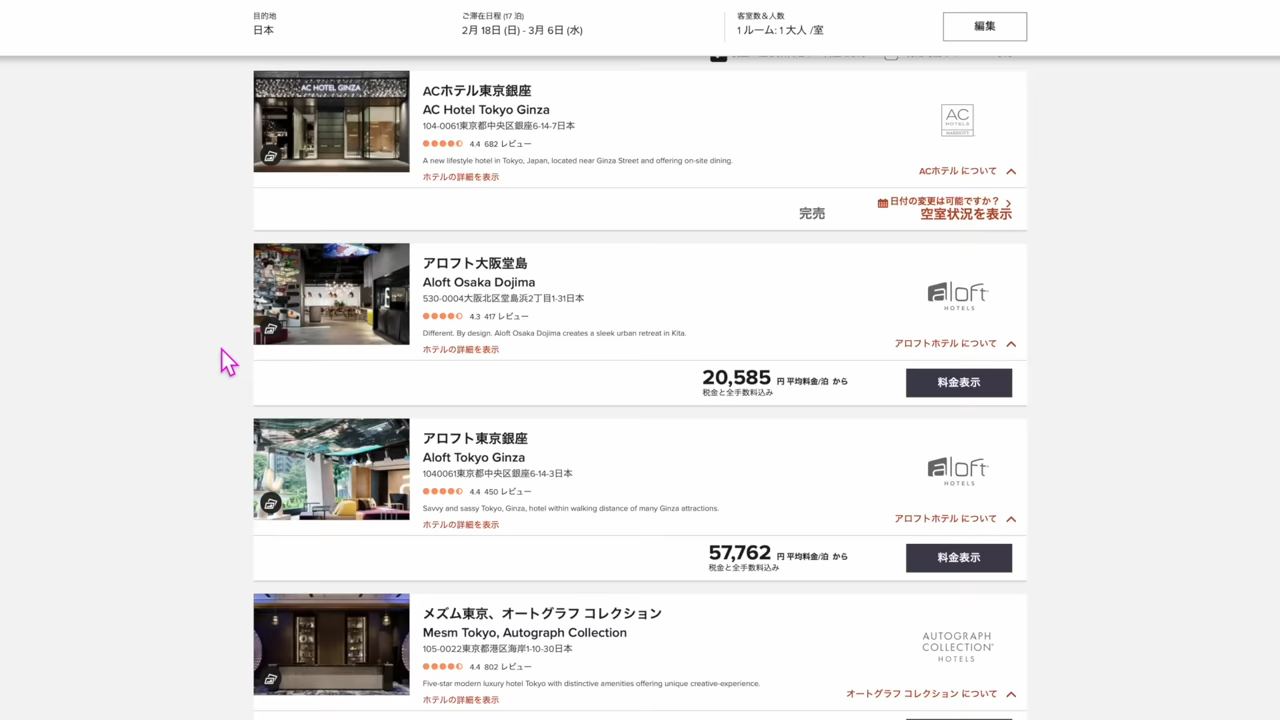 目的地
日本
ご滞在日程 (17 泊)
2月 18日 (日) - 3月 6日 (水)
客室数＆人数
1 ルーム: 1 大人 /室
編集
AC HOTEL GINZA
ACホテル東京銀座
AC Hotel Tokyo Ginza
104-0061東京都中央区銀座6-14-7日本
4.4 682 レビュー
A new lifestyle hotel in Tokyo, Japan, located near Ginza Street and offering on-site dining.
ホテルの詳細を表示
AC
HOTELS
MARRIOTT
ACホテル について
完売
日付の変更は可能ですか？
空室状況を表示
アロフト大阪堂島
Aloft Osaka Dojima
530-0004大阪北区堂島浜2丁目1-31日本
4.3 417 レビュー
Different. By design. Aloft Osaka Dojima creates a sleek urban retreat in Kita.
ホテルの詳細を表示
aloft
HOTELS
アロフトホテル について
20,585 円 平均料金/泊 から
税金と全手数料込み
料金表示
アロフト東京銀座
Aloft Tokyo Ginza
1040061東京都中央区銀座6-14-3日本
4.4 450 レビュー
Savvy and sassy Tokyo, Ginza, hotel within walking distance of many Ginza attractions.
ホテルの詳細を表示
aloft
HOTELS
アロフトホテル について
57,762 円 平均料金/泊 から
税金と全手数料込み
料金表示
メズム東京、オートグラフ コレクション
Mesm Tokyo, Autograph Collection
105-0022東京都港区海岸1-10-30日本
4.4 802 レビュー
Five-star modern luxury hotel Tokyo with distinctive amenities offering unique creative-experience.
ホテルの詳細を表示
AUTOGRAPH
COLLECTION
HOTELS
オートグラフ コレクション について